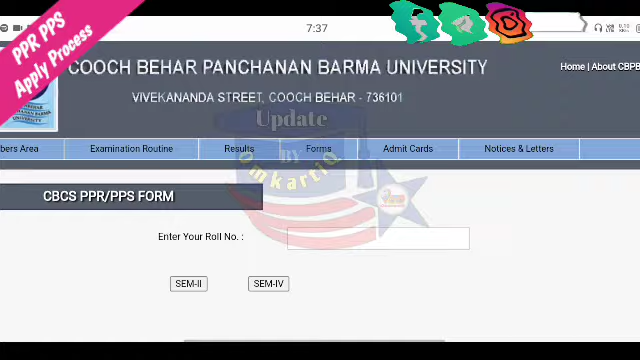 7:37
PPR PPS
Apply Process
COOCH BEHAR PANCHANAN BARMA UNIVERSITY
Home | About CBPB
VIVEKANANDA STREET, COOCH BEHAR - 736101
Update
BY
OmkartiQ
bers Area Examination Routine Results Forms Admit Cards Notices & Letters
CBCS PPR/PPS FORM
Enter Your Roll No. :
SEM-II SEM-IV